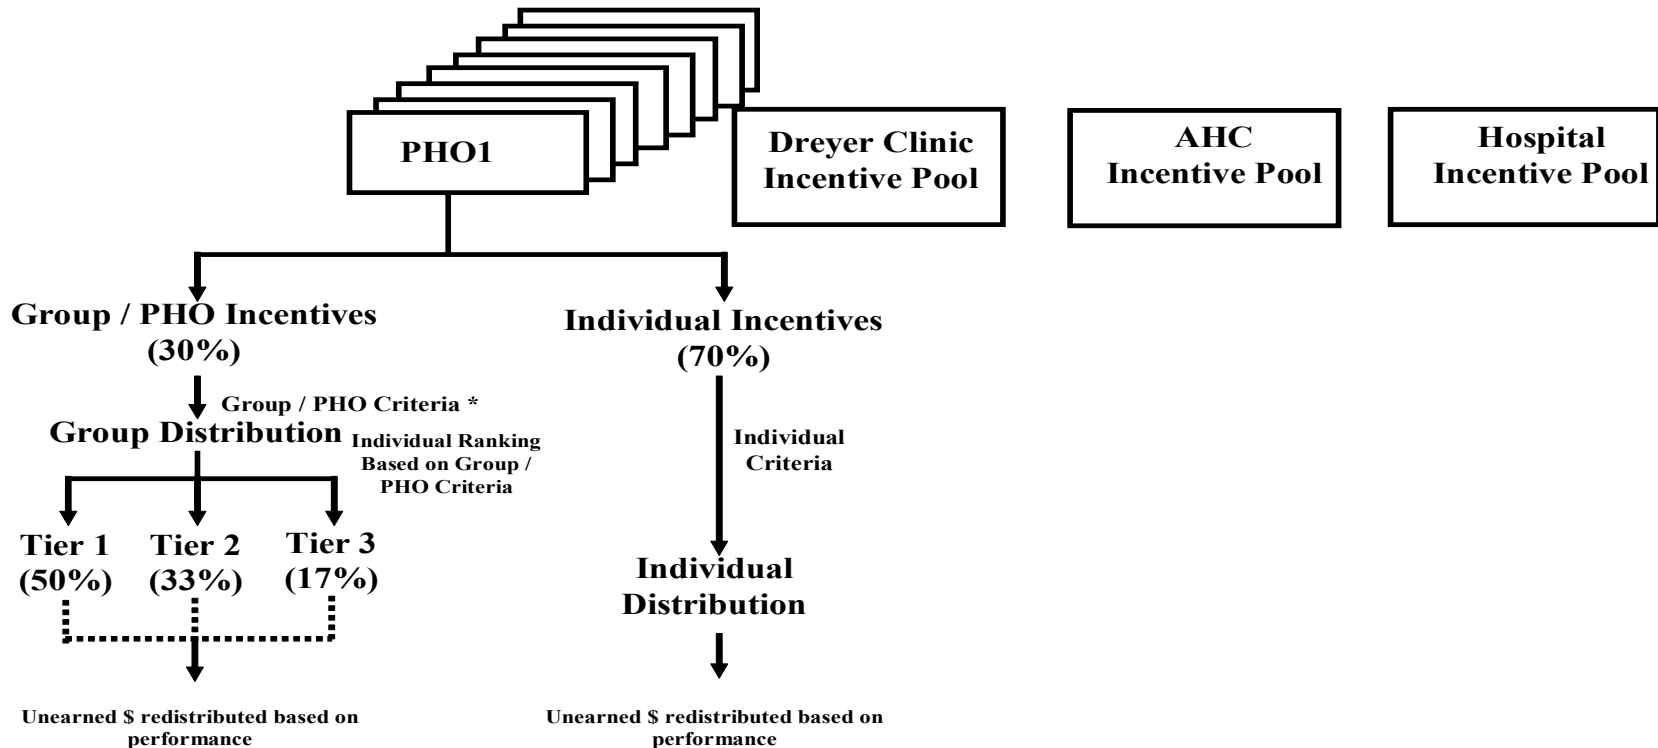 PHO1
Dreyer Clinic
Incentive Pool
AHC
Incentive Pool
Hospital
Incentive Pool
Group / PHO Incentives
(30%)
Individual Incentives
(70%)
Group / PHO Criteria *
Group Distribution
Individual Ranking
Based on Group /
PHO Criteria
Individual
Criteria
Tier 1
(50%)
Tier 2
(33%)
Tier 3
(17%)
Individual
Distribution
Unearned $ redistributed based on
performance
Unearned $ redistributed based on
performance